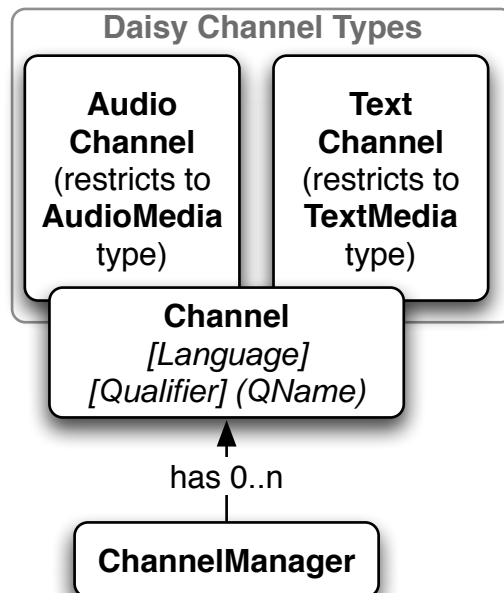 Daisy Channel Types
Audio
Channel
(restricts to
AudioMedia
type)
Text
Channel
(restricts to
TextMedia
type)
Channel
[Language]
[Qualifier] (QName)
has 0..n
ChannelManager